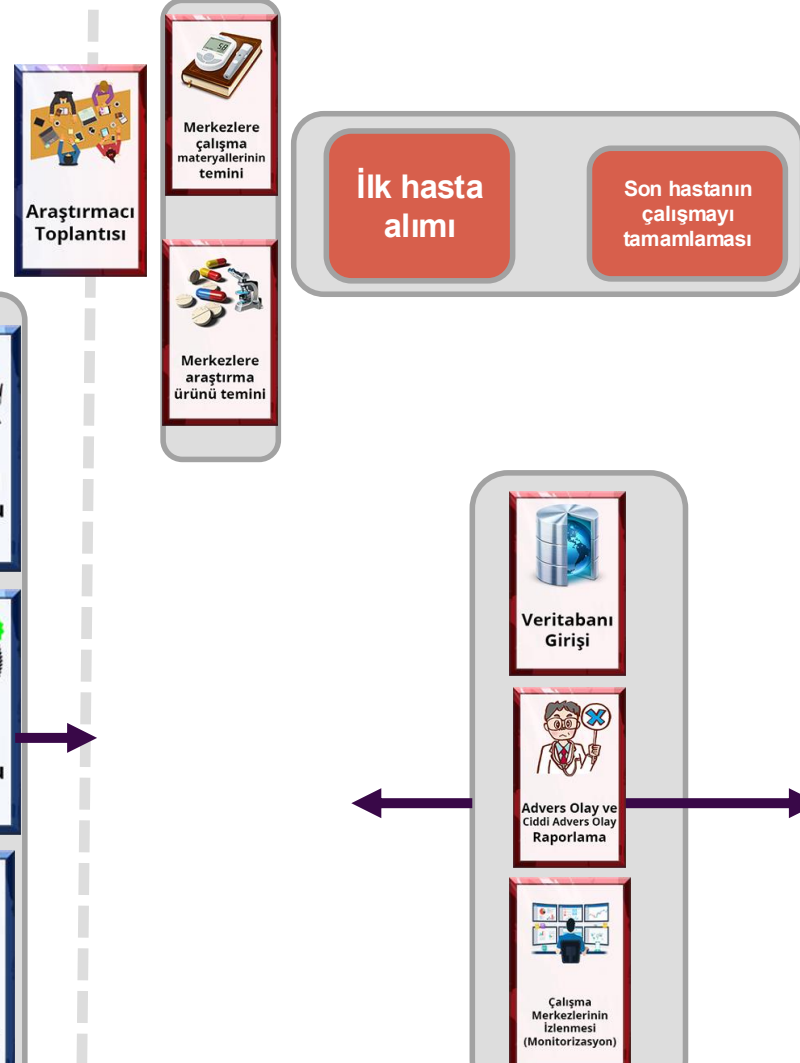 Araştırmacı
Toplantısı
Merkezlere
çalışma
materyallerinin
temini
Merkezlere
araştırma
ürünü temini
İlk hasta
alımı
Son hastanın
çalışmayı
tamamlaması
Veritabanı
Girişi
Advers Olay ve
Ciddi Advers Olay
Raporlama
Çalışma
Merkezlerinin
İzlenmesi
(Monitorizasyon)